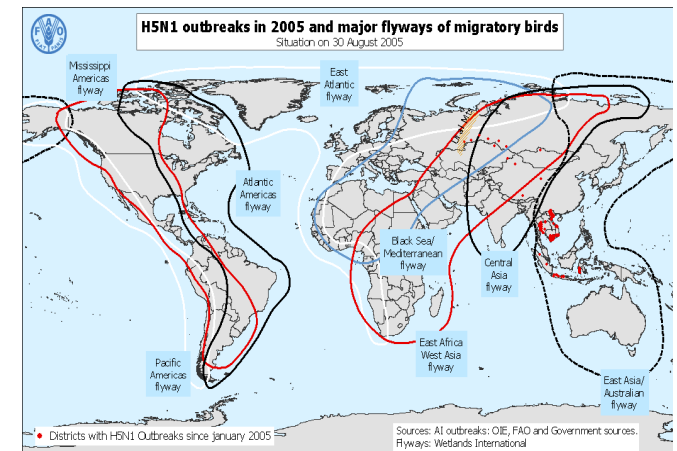 H5N1 outbreaks in 2005 and major flyways of migratory birds
Situation on 30 August 2005
Mississippi
Americas
flyway
East
Atlantic
flyway
Atlantic
Americas
flyway
Black Sea/
Mediterranean
flyway
Central
Asia
flyway
East Africa
West Asia
flyway
Pacific
Americas
flyway
East Asia/
Australian
flyway
Districts with H5N1 Outbreaks since january 2005
Sources: AI outbreaks: OIE, FAO and Government sources.
Flyways: Wetlands International